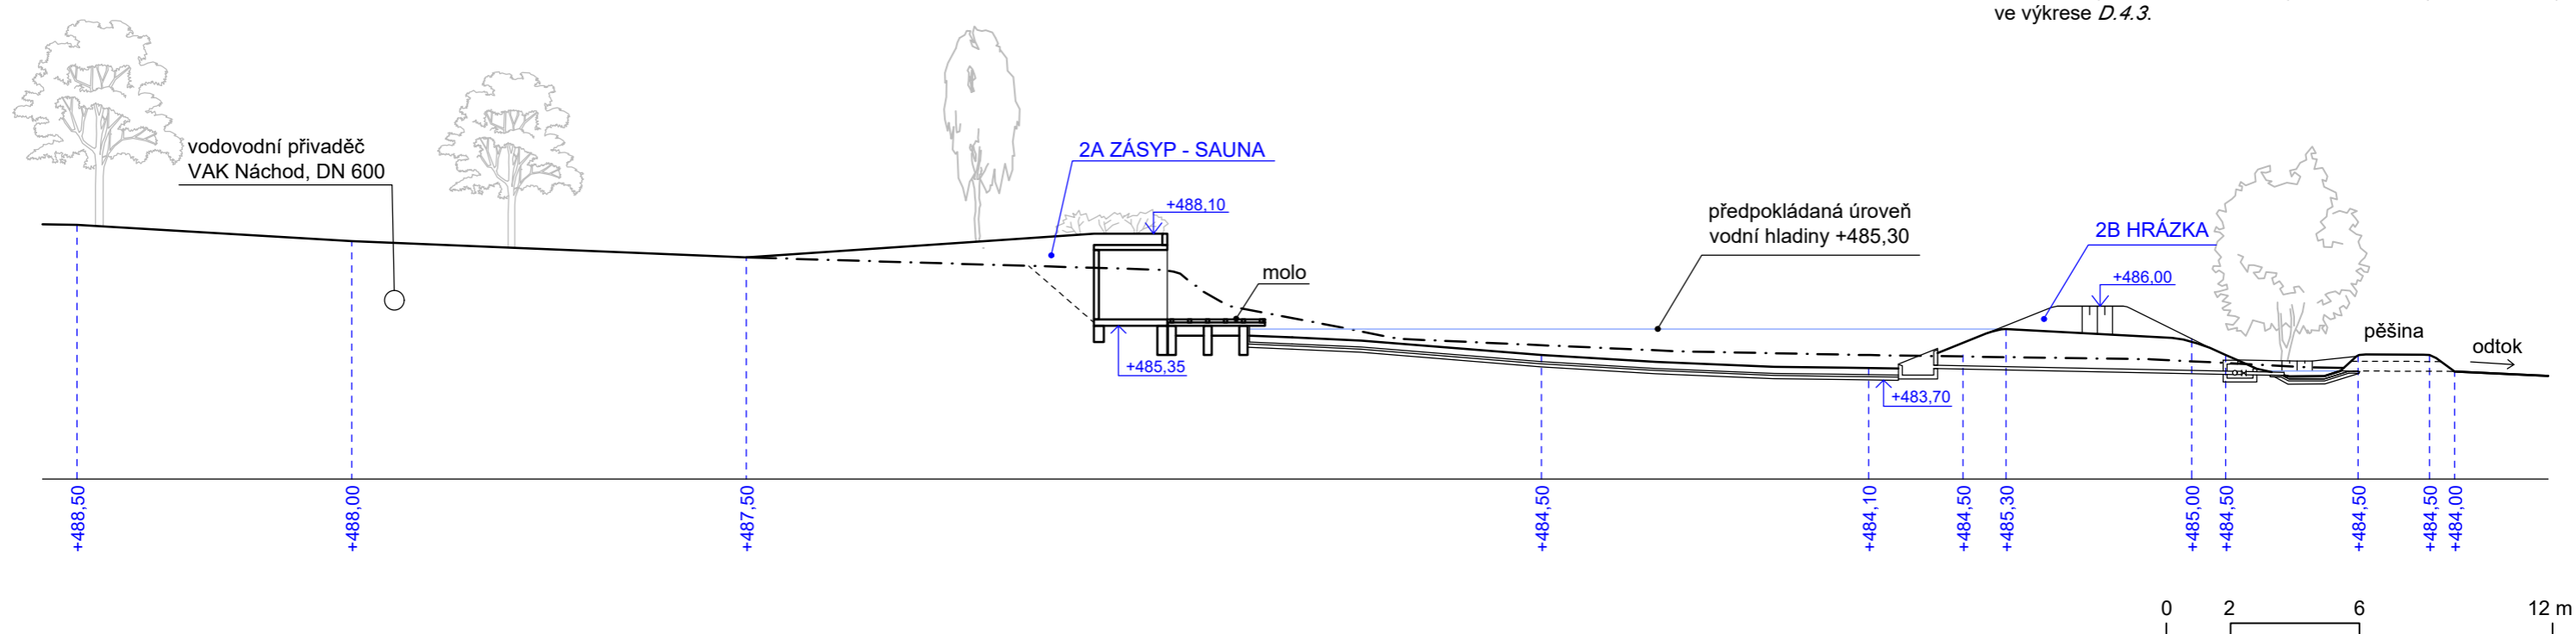 ve výkrese D.4.3.
vodovodní přivaděč
VAK Náchod, DN 600
2A ZÁSYP - SAUNA
+488,10
molo
+485,35
předpokládaná úroveň
vodní hladiny +485,30
2B HRÁZKA
+486,00
pěšina
odtok
+483,70
+488,50
+488,00
+487,50
+484,50
+484,10
+484,50
+485,30
+485,00
+484,50
+484,50
+484,50
+484,00
0 2 6 12 m